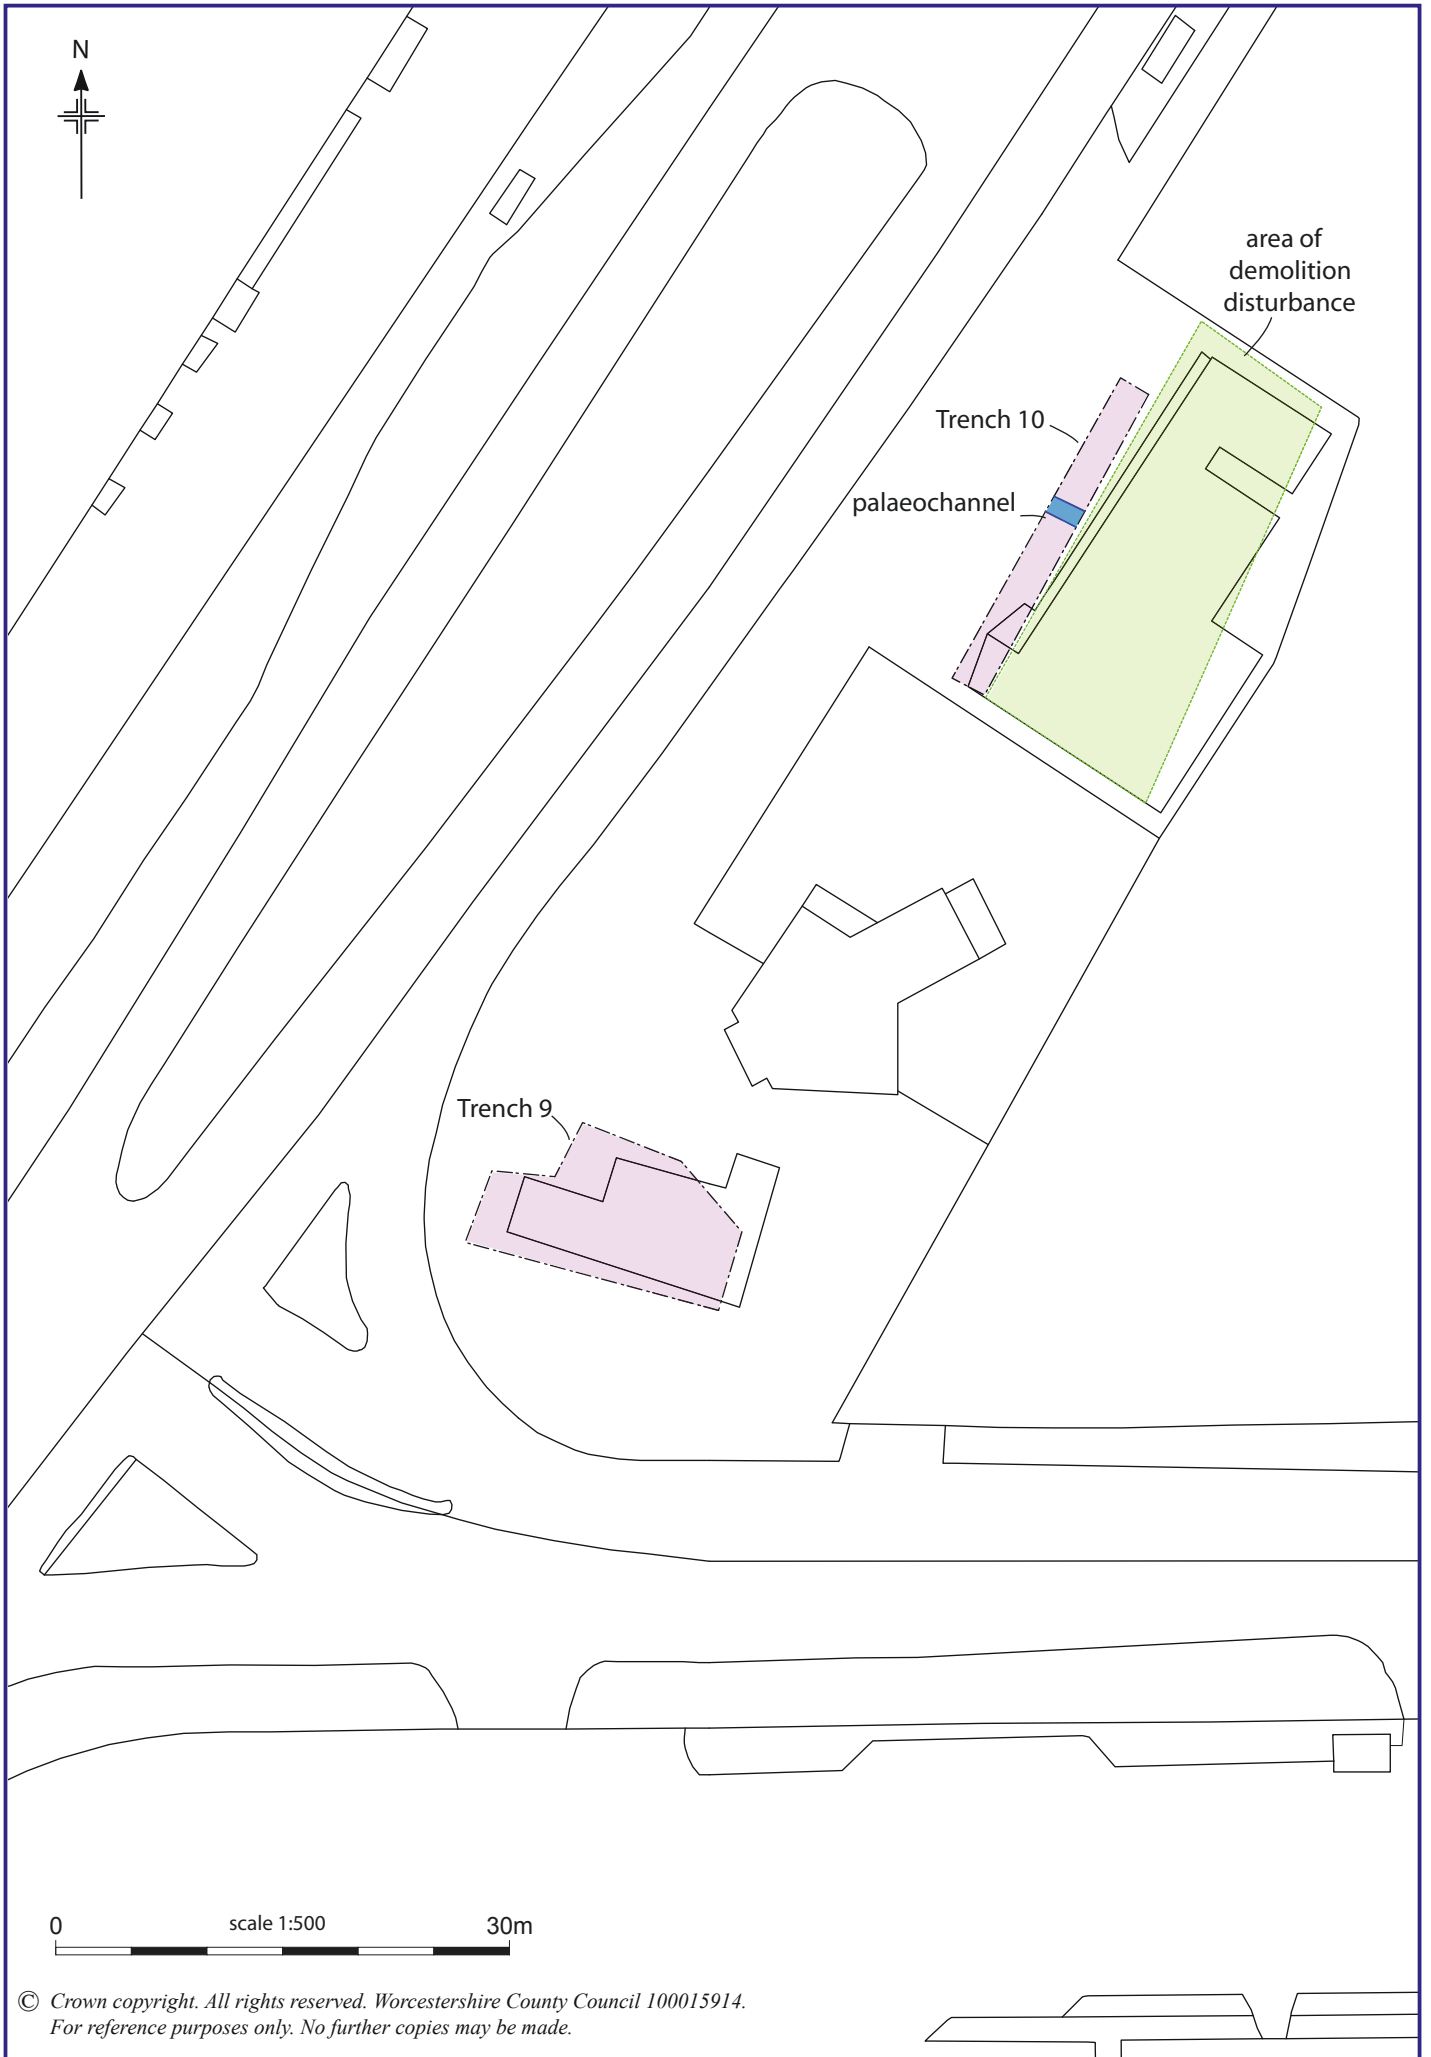 N
area of
demolition
disturbance
Trench 10
palaeochannel
Trench 9
0 scale 1:500 30m
© Crown copyright. All rights reserved. Worcestershire County Council 100015914.
For reference purposes only. No further copies may be made.